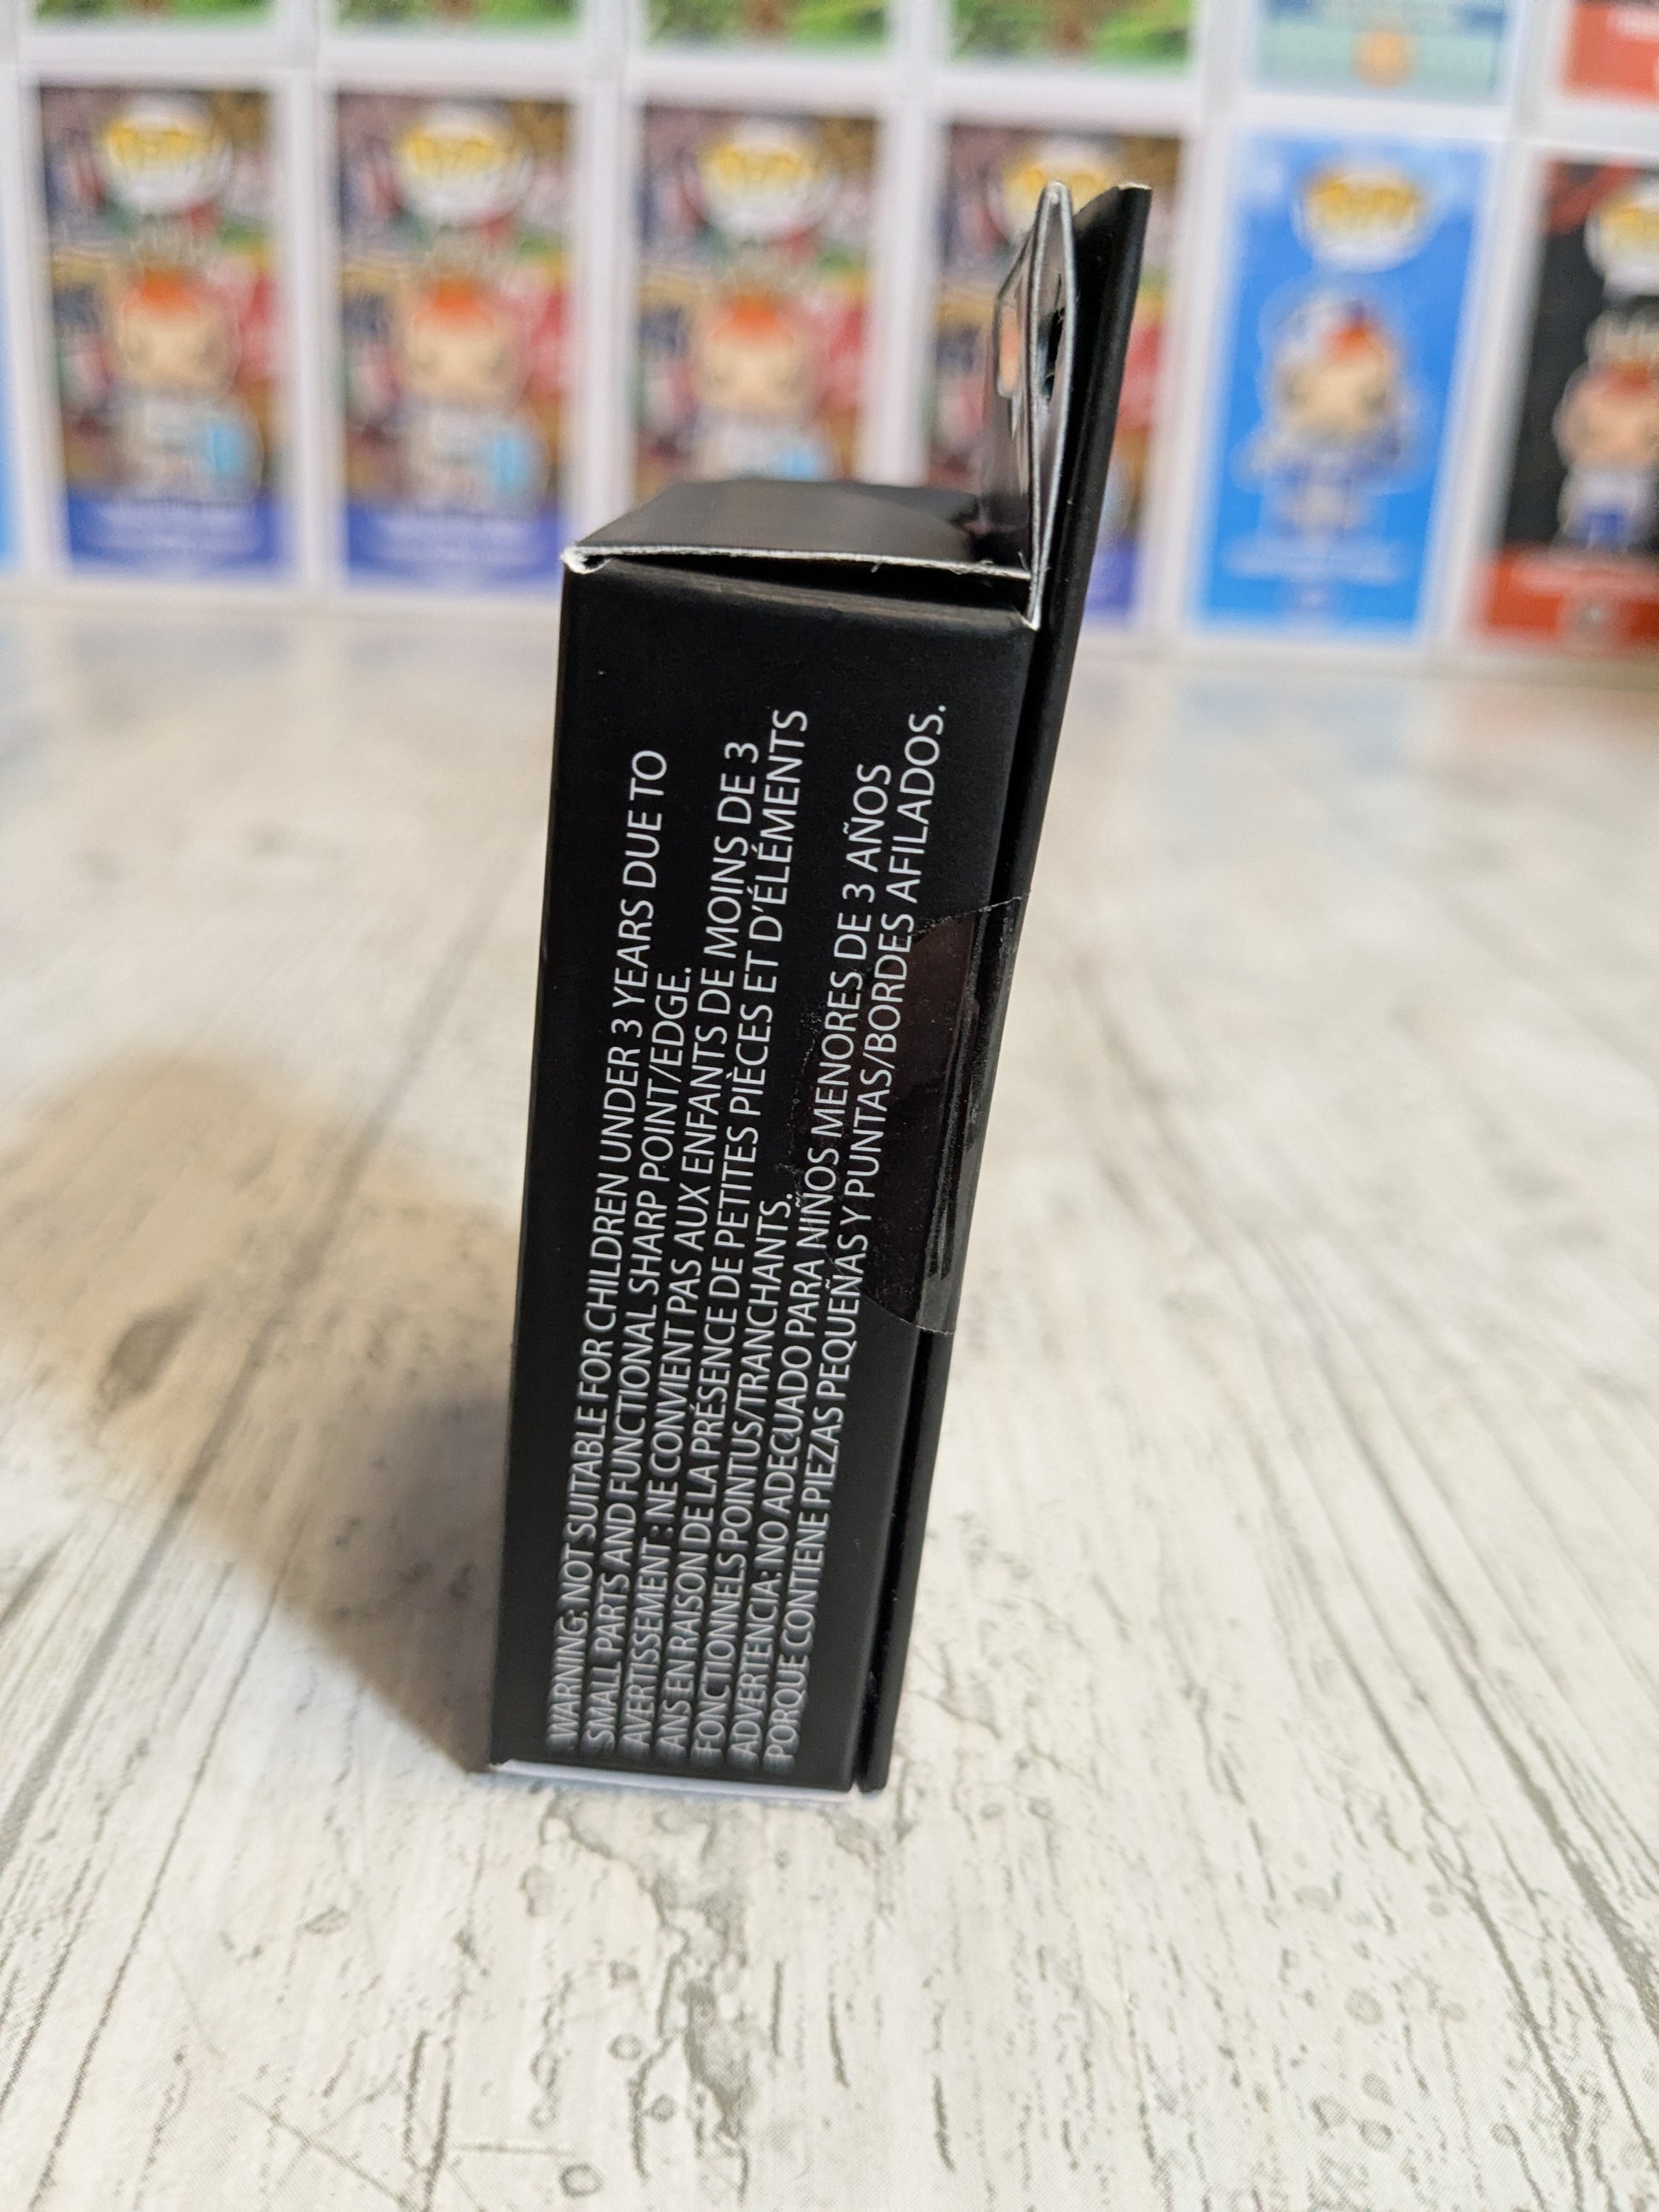 WARNING: NOT SUITABLE FOR CHILDREN UNDER 3 YEARS DUE TO
SMALL PARTS AND FUNCTIONAL SHARP POINT/EDGE.
AVERTISSEMENT : NE CONVIENT PAS AUX ENFANTS DE MOINS DE 3
ANS EN RAISON DE LA PRÉSENCE DE PETITES PIÈCES ET D'ÉLÉMENTS
FONCTIONNELS POINTUS/TRANCHANTS.
ADVERTENCIA: NO ADECUADO PARA NIÑOS MENORES DE 3 AÑOS
PORQUE CONTIENE PIEZAS PEQUEÑAS Y PUNTAS/BORDES AFILADOS.